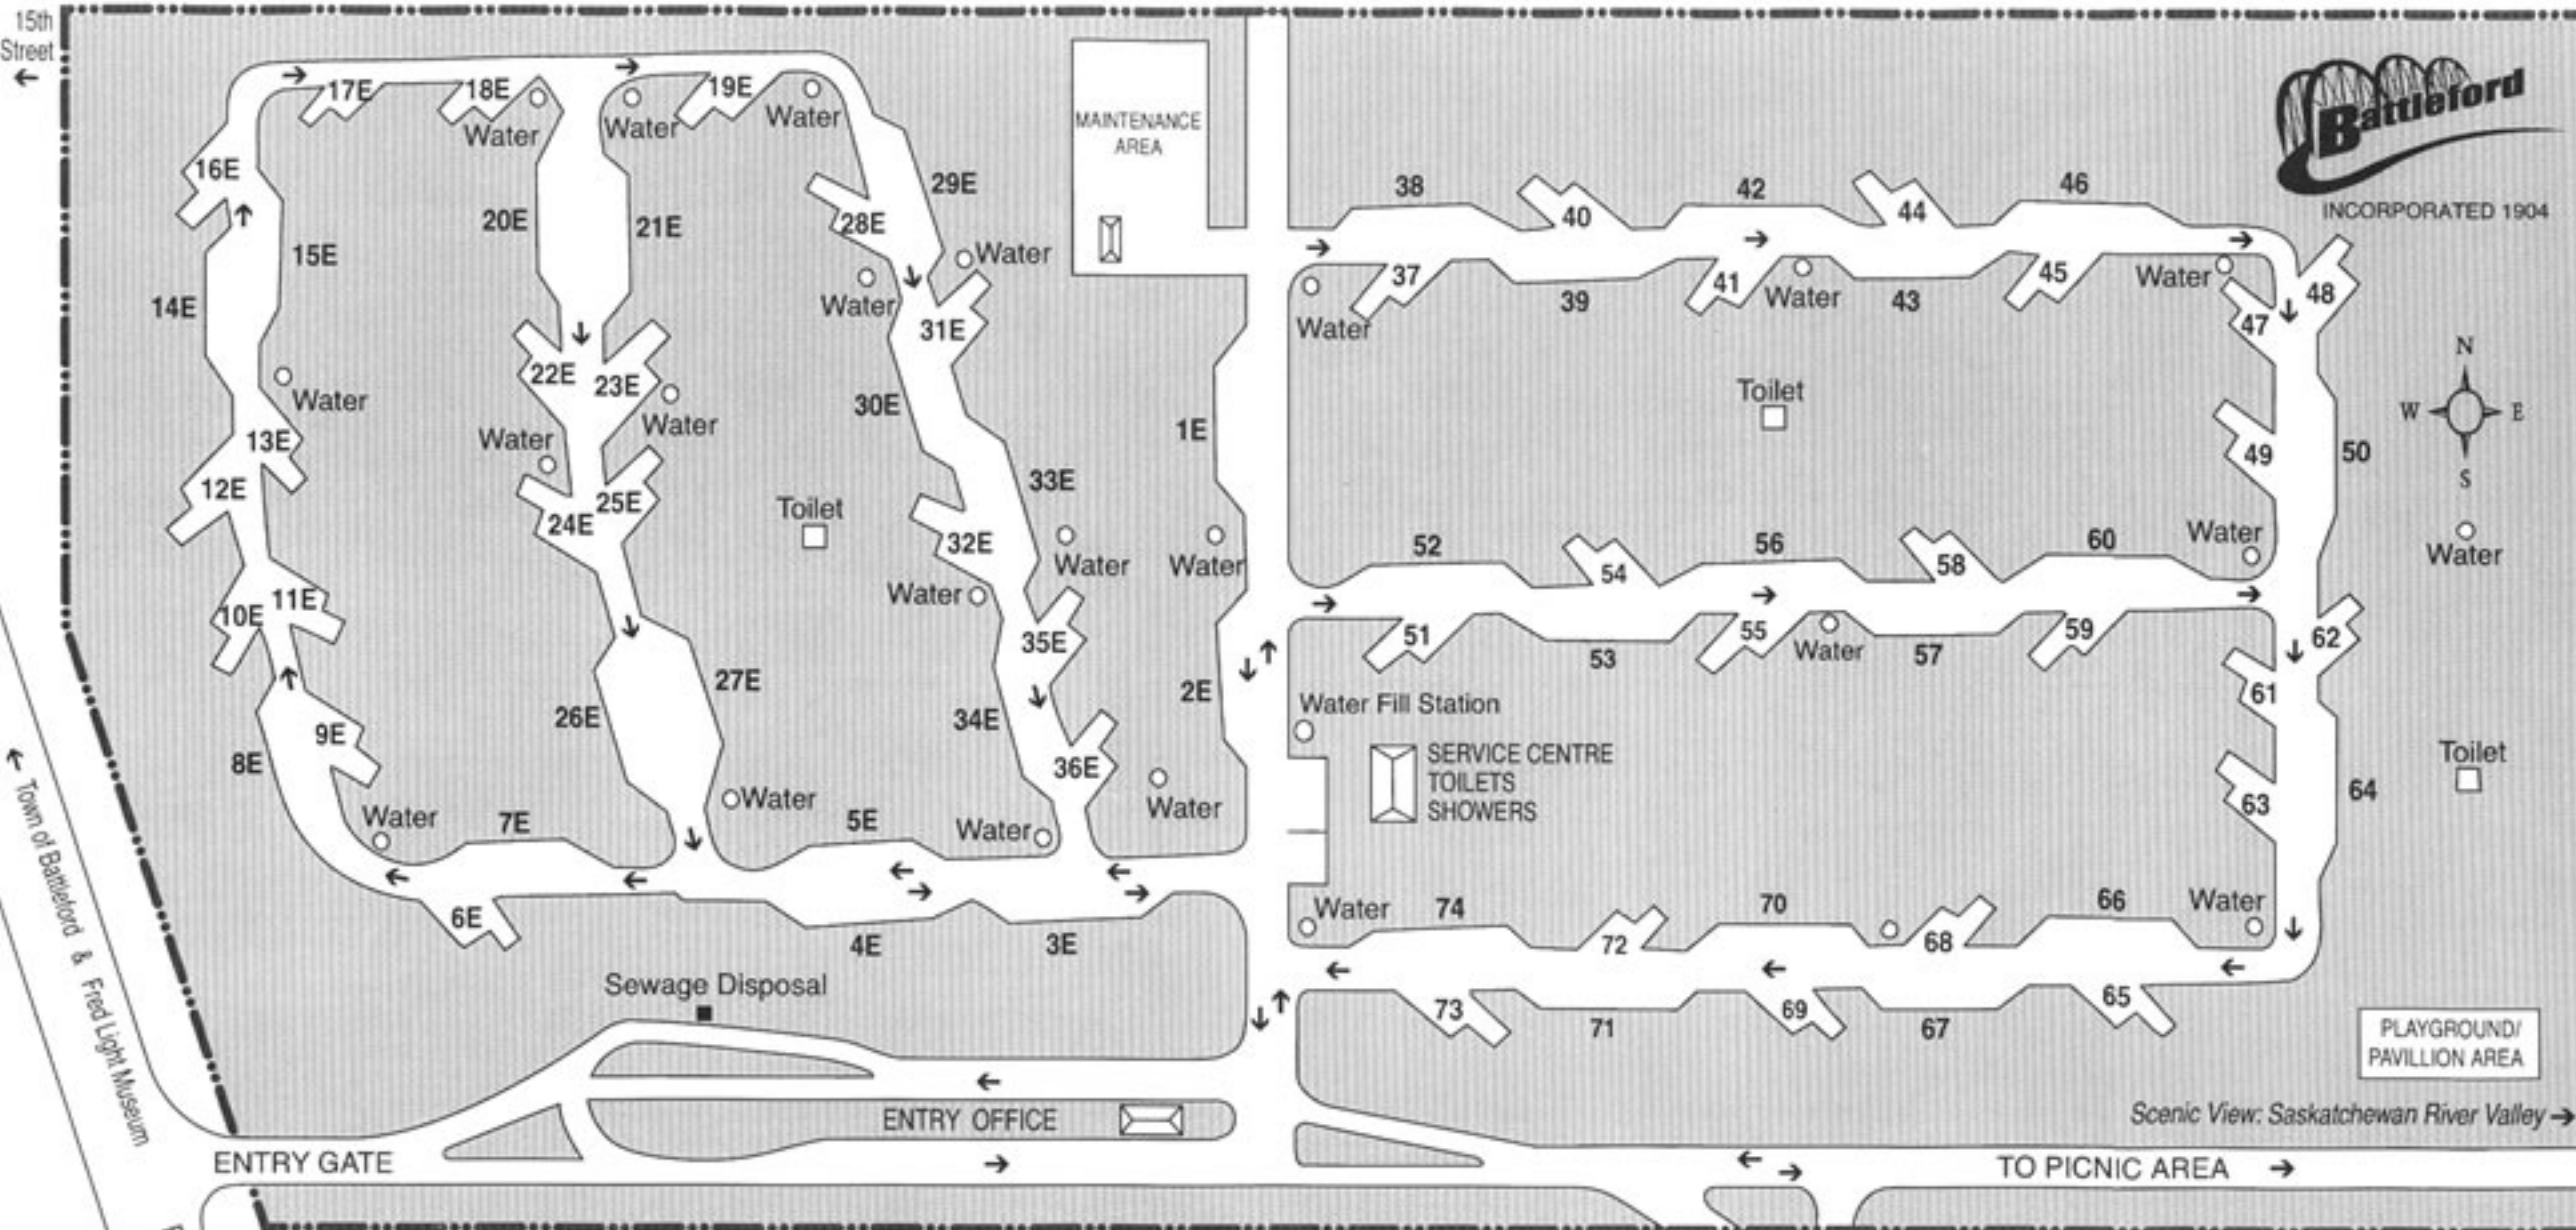 15th
Street
Battleford
INCORPORATED 1904
MAINTENANCE
AREA
17E
18E
19E
Water
Water
Water
16E
15E
14E
20E
21E
28E
29E
Water
Water
31E
38
40
42
44
46
37
39
41
43
45
Water
Water
Water
48
47
N
W
E
S
Water
Toilet
50
49
22E
23E
Water
Water
Water
13E
12E
30E
1E
33E
25E
24E
Toilet
32E
Water
Water
Water
11E
10E
35E
52
54
56
58
60
Water
51
53
55
57
59
Water
62
61
27E
26E
34E
2E
9E
8E
36E
Water Fill Station
SERVICE CENTRE
TOILETS
SHOWERS
Toilet
64
63
Water
Water
Water
Water
7E
5E
6E
4E
3E
Water
74
72
70
68
66
Water
73
71
69
67
65
Sewage Disposal
PLAYGROUND/
PAVILLION AREA
Town of Battleford & Fred Light Museum
ENTRY OFFICE
Scenic View: Saskatchewan River Valley
ENTRY GATE
TO PICNIC AREA